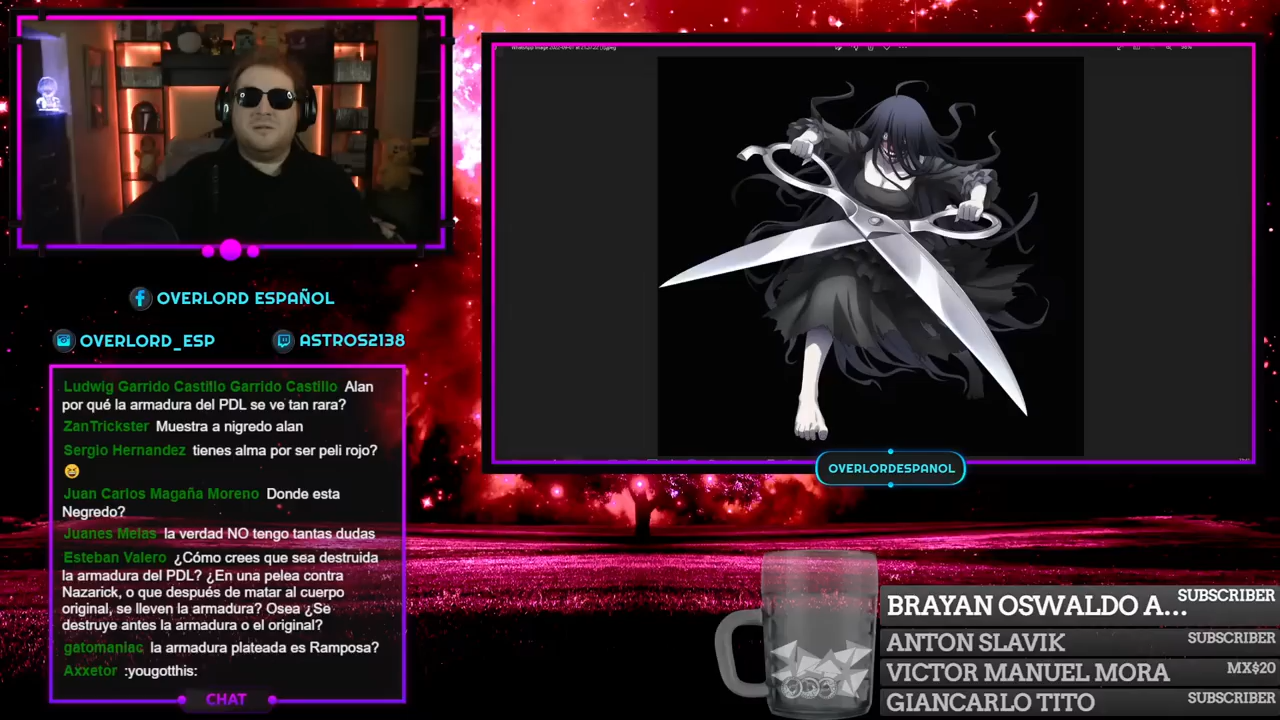 OVERLORD ESPAÑOL
OVERLORD_ESP
ASTROS2138
Ludwig Garrido Castillo Garrido Castillo Alan
por qué la armadura del PDL se ve tan rara?
ZanTrickster Muestra a nigredo alan
Sergio Hernandez tienes alma por ser peli rojo?
Juan Carlos Magaña Moreno Donde esta
Negredo?
Juanes Melas la verdad NO tengo tantas dudas
Esteban Valero ¿Cómo crees que sea destruida
la armadura del PDL? ¿En una pelea contra
Nazarick, o que después de matar al cuerpo
original, se lleven la armadura? Osea ¿Se
destruye antes la armadura o el original?
gatomaniac la armadura plateada es Ramposa?
Axxetor :yougotthis:
CHAT
OVERLORDESPANOL
BRAYAN OSWALDO A... SUBSCRIBER
ANTON SLAVIK SUBSCRIBER
VICTOR MANUEL MORA MX$20
GIANCARLO TITO SUBSCRIBER